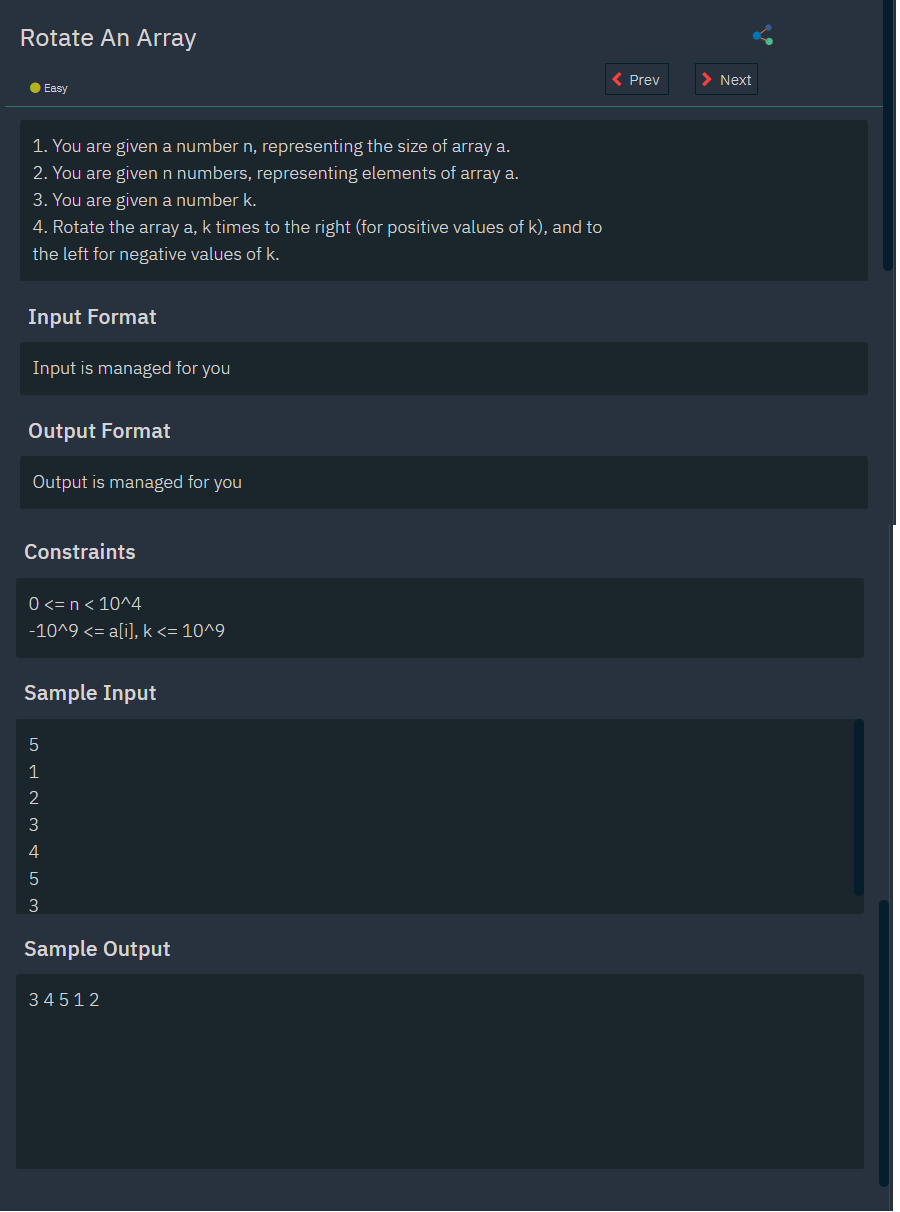 Rotate An Array
Easy
Prev
Next
1. You are given a number n, representing the size of array a.
2. You are given n numbers, representing elements of array a.
3. You are given a number k.
4. Rotate the array a, k times to the right (for positive values of k), and to
the left for negative values of k.
Input Format
Input is managed for you
Output Format
Output is managed for you
Constraints
0 <= n < 10^4
-10^9 <= a[i], k <= 10^9
Sample Input
5
1
2
3
4
5
3
Sample Output
3 4 5 1 2